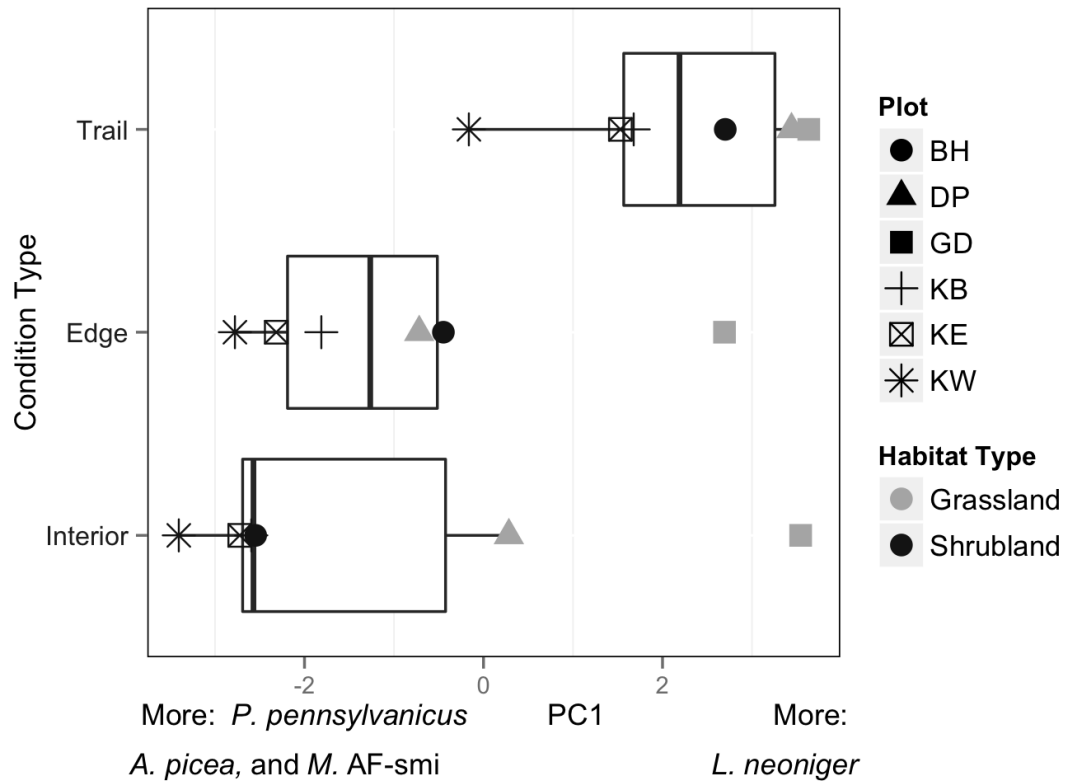 Condition Type
Trail
Edge
Interior
-2
0
2
More: P. pennsylvanicus
A. picea, and M. AF-smi
PC1
More:
L. neoniger
Plot
BH
DP
GD
KB
KE
KW
Habitat Type
Grassland
Shrubland